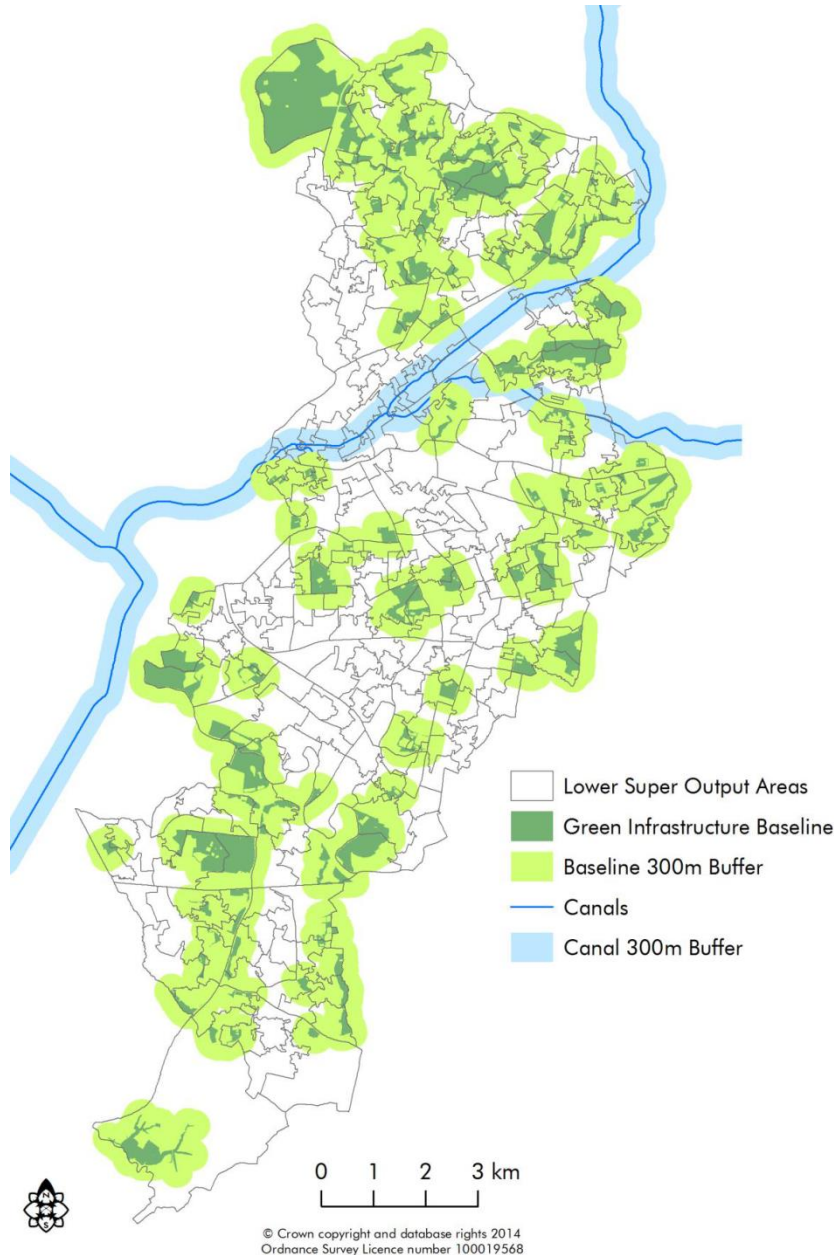 Lower Super Output Areas
Green Infrastructure Baseline
Baseline 300m Buffer
Canals
Canal 300m Buffer
0 1 2 3 km
N
S
© Crown copyright and database rights 2014
Ordnance Survey Licence number 100019568